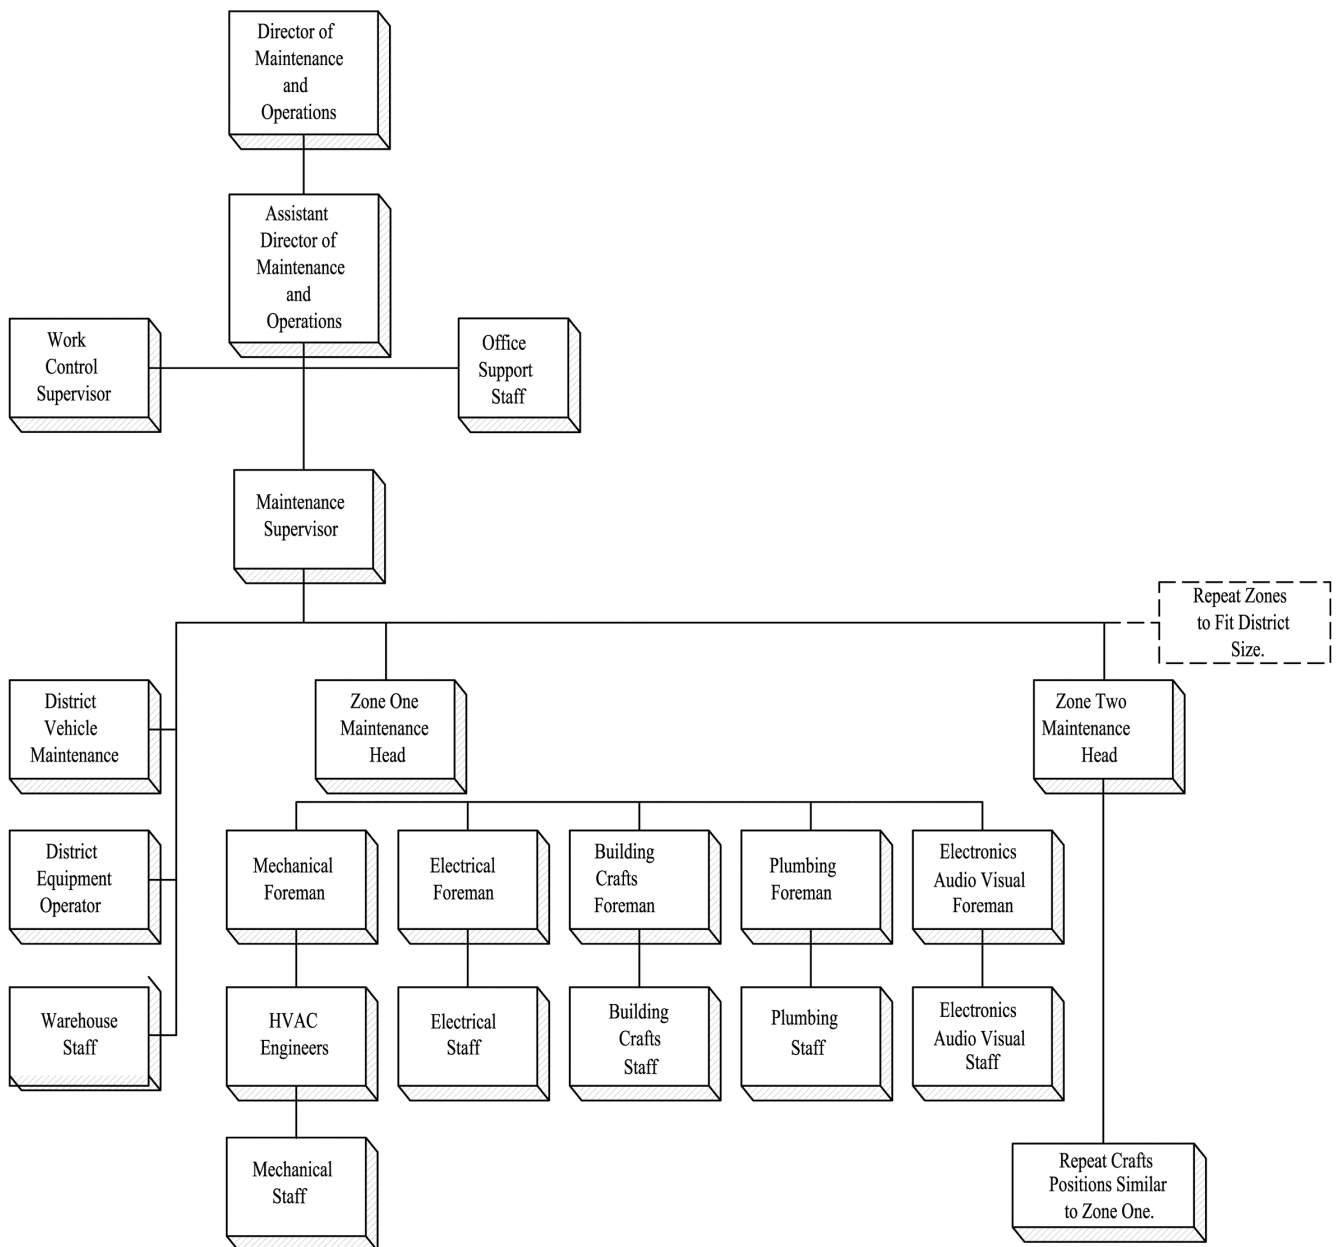 Director of
Maintenance
and
Operations
Assistant
Director of
Maintenance
and
Operations
Work
Control
Supervisor
Office
Support
Staff
Maintenance
Supervisor
Repeat Zones
to Fit District
Size.
District
Vehicle
Maintenance
Zone One
Maintenance
Head
Zone Two
Maintenance
Head
District
Equipment
Operator
Mechanical
Foreman
Electrical
Foreman
Building
Crafts
Foreman
Plumbing
Foreman
Electronics
Audio Visual
Foreman
Warehouse
Staff
HVAC
Engineers
Electrical
Staff
Building
Crafts
Staff
Plumbing
Staff
Electronics
Audio Visual
Staff
Mechanical
Staff
Repeat Crafts
Positions Similar
to Zone One.